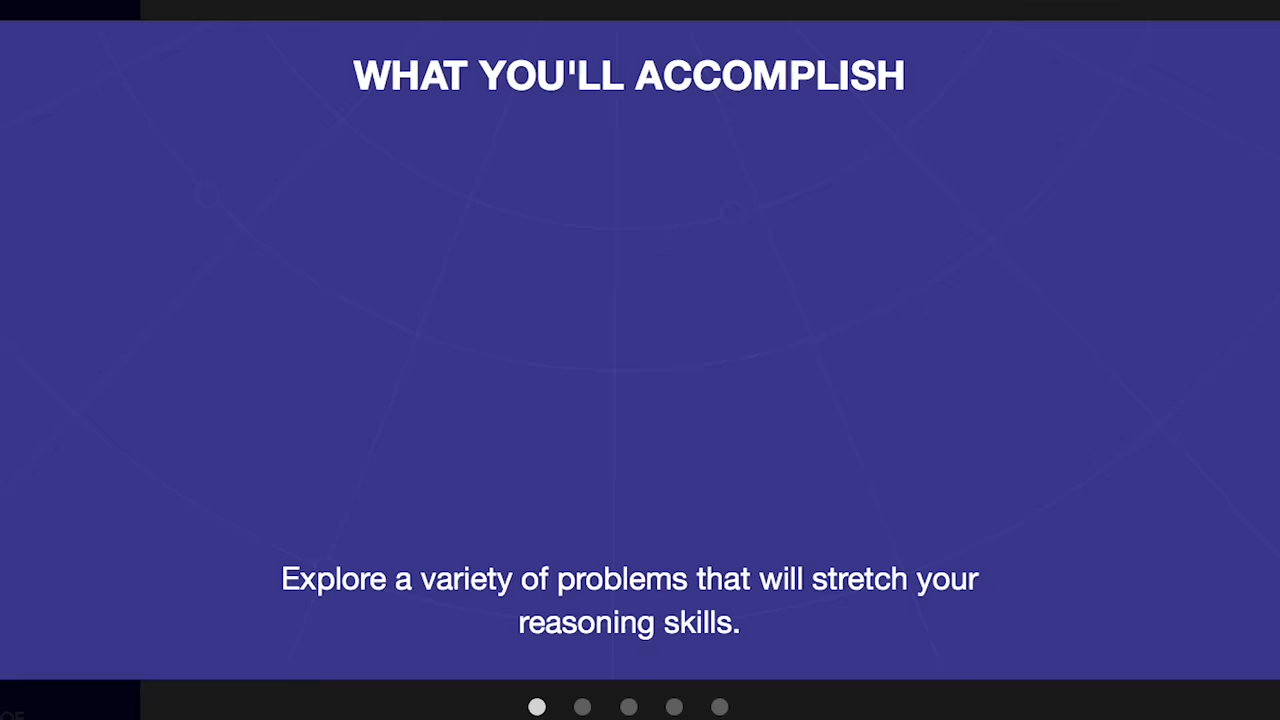 WHAT YOU'LL ACCOMPLISH
Explore a variety of problems that will stretch your
reasoning skills.